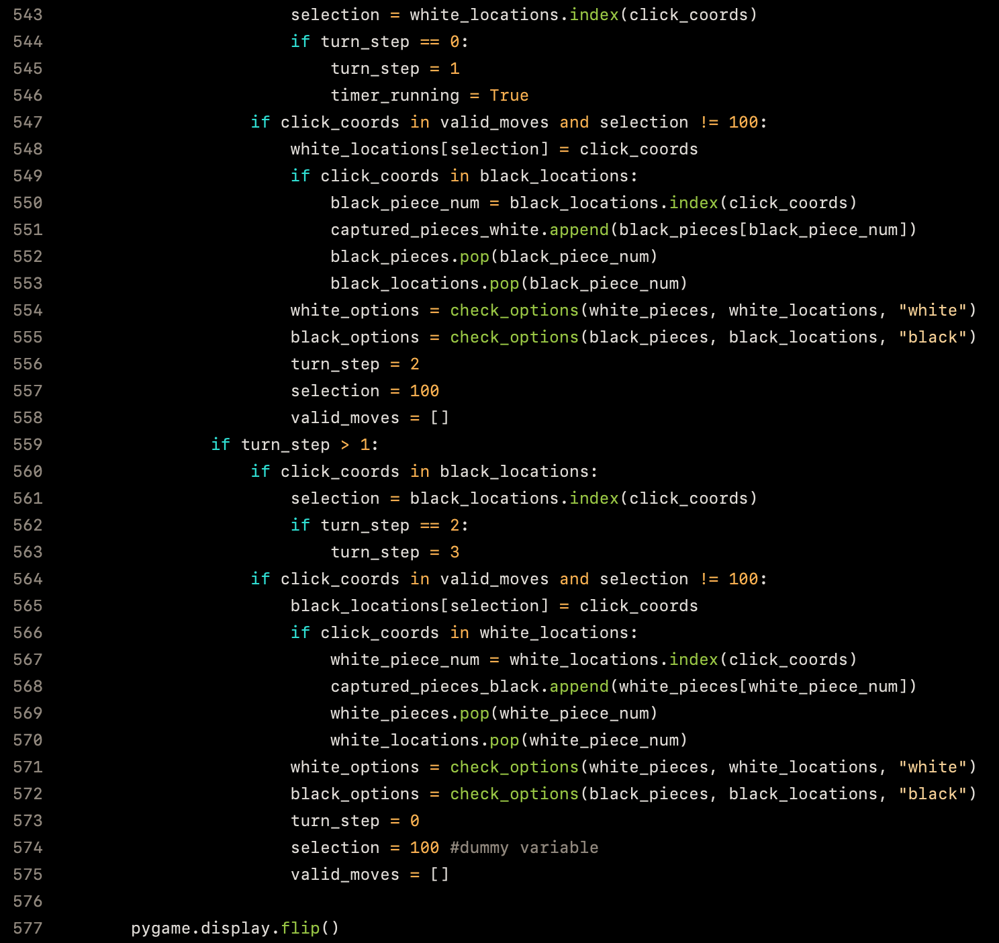 543                         selection = white_locations.index(click_coords)
544                         if turn_step == 0:
545                             turn_step = 1
546                             timer_running = True
547                     if click_coords in valid_moves and selection != 100:
548                         white_locations[selection] = click_coords
549                         if click_coords in black_locations:
550                             black_piece_num = black_locations.index(click_coords)
551                             captured_pieces_white.append(black_pieces[black_piece_num])
552                             black_pieces.pop(black_piece_num)
553                             black_locations.pop(black_piece_num)
554                         white_options = check_options(white_pieces, white_locations, "white")
555                         black_options = check_options(black_pieces, black_locations, "black")
556                         turn_step = 2
557                         selection = 100
558                         valid_moves = []
559                 if turn_step > 1:
560                     if click_coords in black_locations:
561                         selection = black_locations.index(click_coords)
562                         if turn_step == 2:
563                             turn_step = 3
564                     if click_coords in valid_moves and selection != 100:
565                         black_locations[selection] = click_coords
566                         if click_coords in white_locations:
567                             white_piece_num = white_locations.index(click_coords)
568                             captured_pieces_black.append(white_pieces[white_piece_num])
569                             white_pieces.pop(white_piece_num)
570                             white_locations.pop(white_piece_num)
571                         white_options = check_options(white_pieces, white_locations, "white")
572                         black_options = check_options(black_pieces, black_locations, "black")
573                         turn_step = 0
574                         selection = 100 #dummy variable
575                         valid_moves = []
576
577         pygame.display.flip()